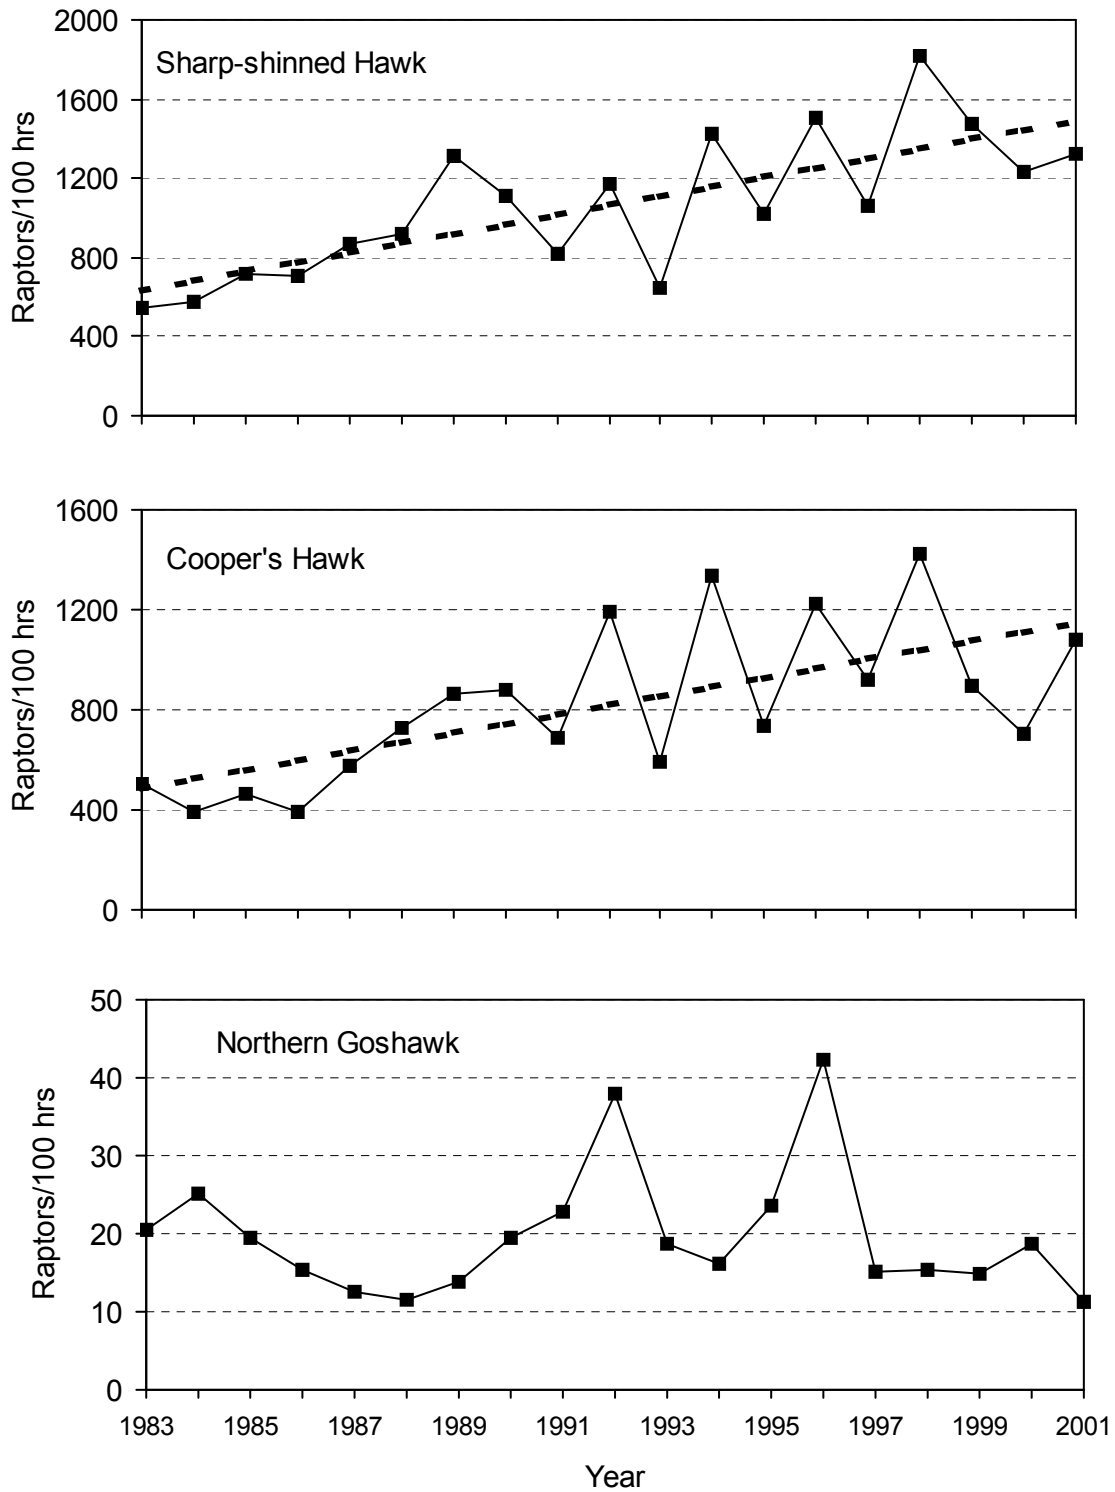 Sharp-shinned Hawk
Raptors/100 hrs
2000
1600
1200
800
400
0
Cooper's Hawk
Raptors/100 hrs
1600
1200
800
400
0
Northern Goshawk
Raptors/100 hrs
50
40
30
20
10
0
1983 1985 1987 1989 1991 1993 1995 1997 1999 2001
Year